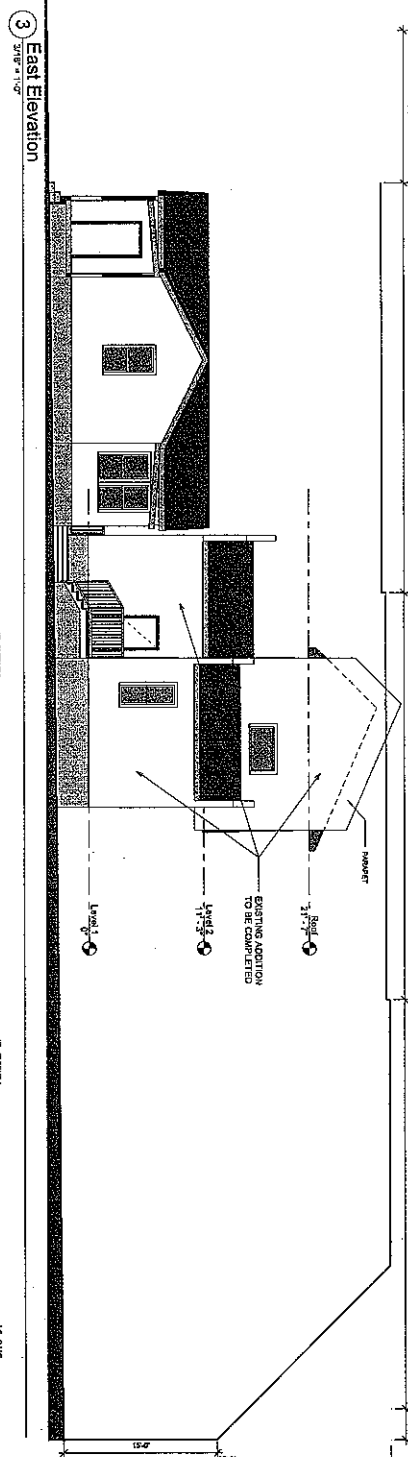 3
East Elevation
3/16" = 1'-0"
PARAPET
EXISTING ADDITION
TO BE COMPLETED
Roof
21' - 7"
Level 2
11' - 3"
Level 1
0"
15'-0"